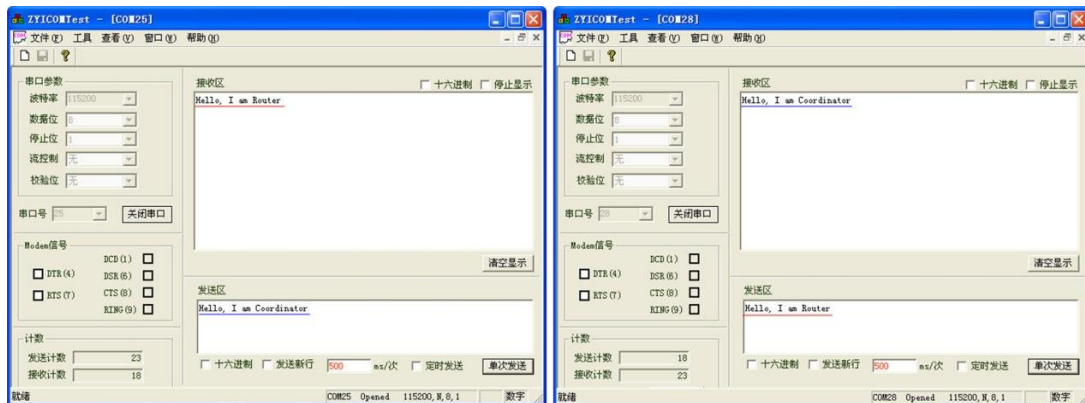 ZYICOMTest - [COM25]
文件(F) 工具 查看(V) 窗口(W) 帮助(H)
串口参数
波特率 115200
数据位 8
停止位 1
流控制 无
校验位 无
串口号 25 关闭串口
Modem信号
DCD(1)
DTR(4) DSR(6)
RTS(7) CTS(8)
RING(9)
计数
发送计数 23
接收计数 18
接收区 十六进制 停止显示
Hello, I am Router
清空显示
发送区
Hello, I am Coordinator
十六进制 发送新行 500 ms/次 定时发送 单次发送
就绪 COM25 Opened 115200,N,8,1 数字
ZYICOMTest - [COM28]
文件(F) 工具 查看(V) 窗口(W) 帮助(H)
串口参数
波特率 115200
数据位 8
停止位 1
流控制 无
校验位 无
串口号 28 关闭串口
Modem信号
DCD(1)
DTR(4) DSR(6)
RTS(7) CTS(8)
RING(9)
计数
发送计数 18
接收计数 23
接收区 十六进制 停止显示
Hello, I am Coordinator
清空显示
发送区
Hello, I am Router
十六进制 发送新行 500 ms/次 定时发送 单次发送
就绪 COM28 Opened 115200,N,8,1 数字